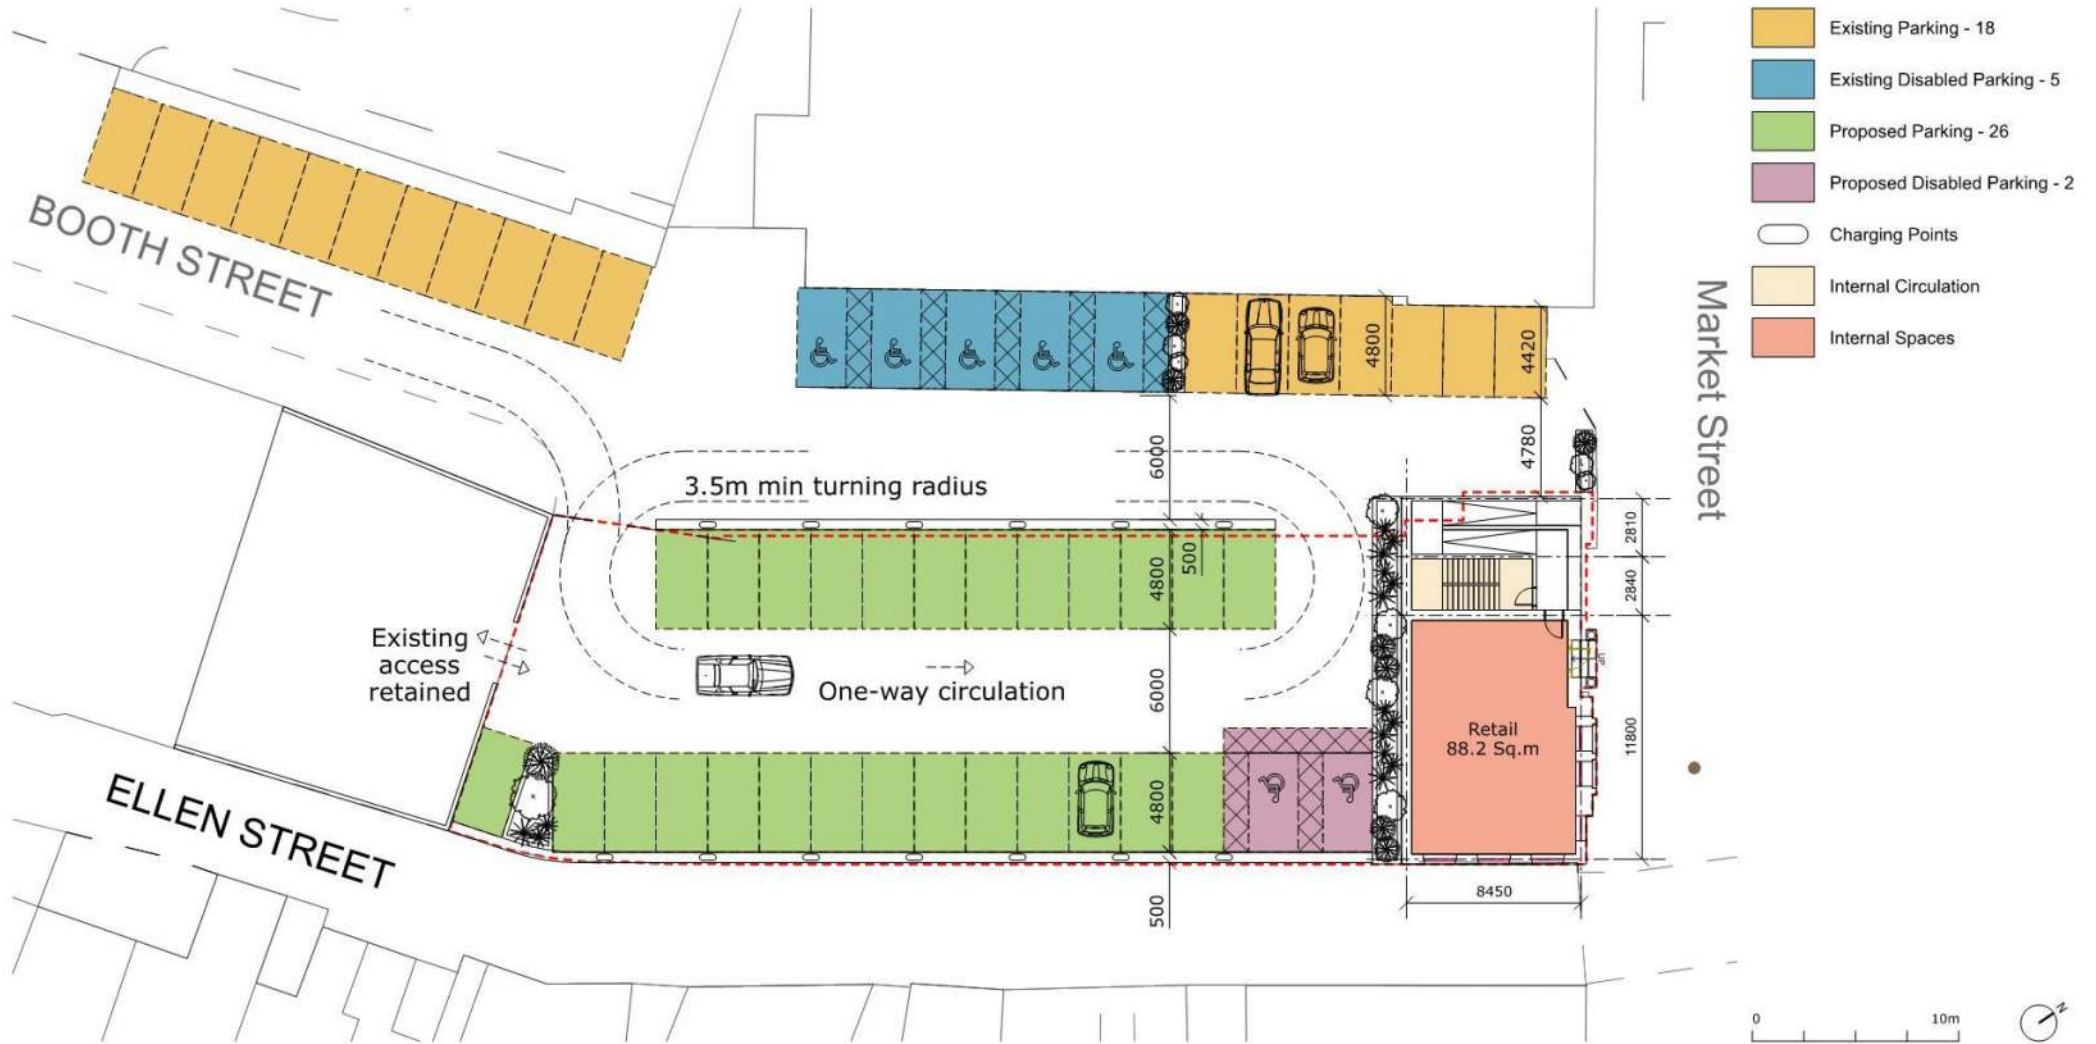 Existing Parking - 18
Existing Disabled Parking - 5
Proposed Parking - 26
Proposed Disabled Parking - 2
Charging Points
Internal Circulation
Internal Spaces
BOOTH STREET
Market Street
4800
4420
6000
4780
3.5m min turning radius
500
4800
2810
2840
Existing
access
retained
One-way circulation
6000
UP
Retail
88.2 Sq.m
11800
4800
ELLEN STREET
500
8450
0
10m
N